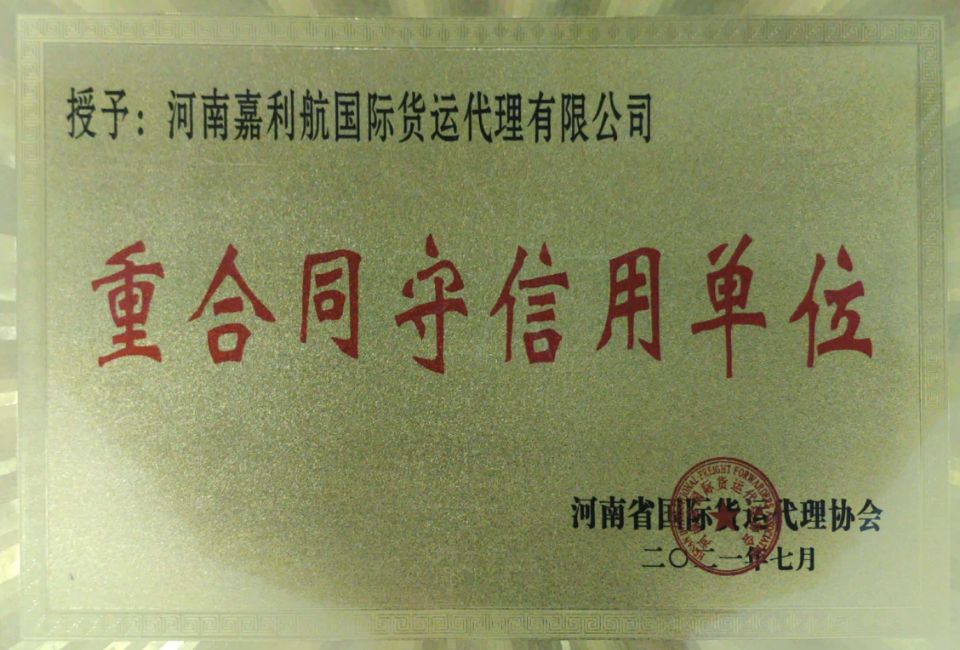 授予：河南嘉利航国际货运代理有限公司
重合同守信用单位
河南省国际货运代理协会
二〇二一年七月